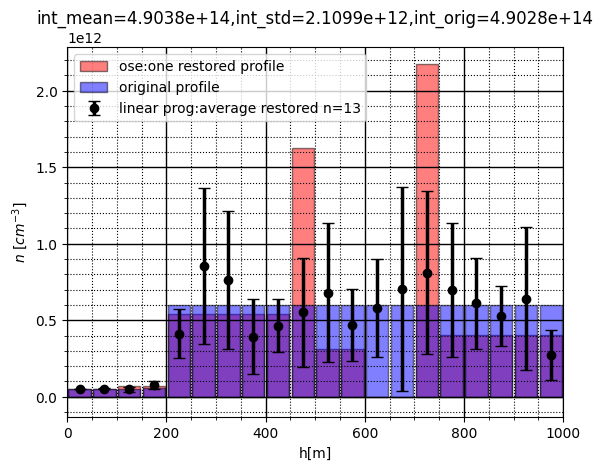 int_mean=4.9038e+14,int_std=2.1099e+12,int_orig=4.9028e+14
1e12
ose:one restored profile
original profile
linear prog:average restored n=13
2.0
1.5
1.0
0.5
0.0
n [cm⁻³]
0 200 400 600 800 1000
h[m]